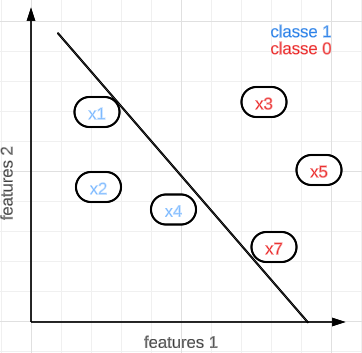 classe 1
classe 0
x1
x3
x2
x5
x4
x7
features 2
features 1